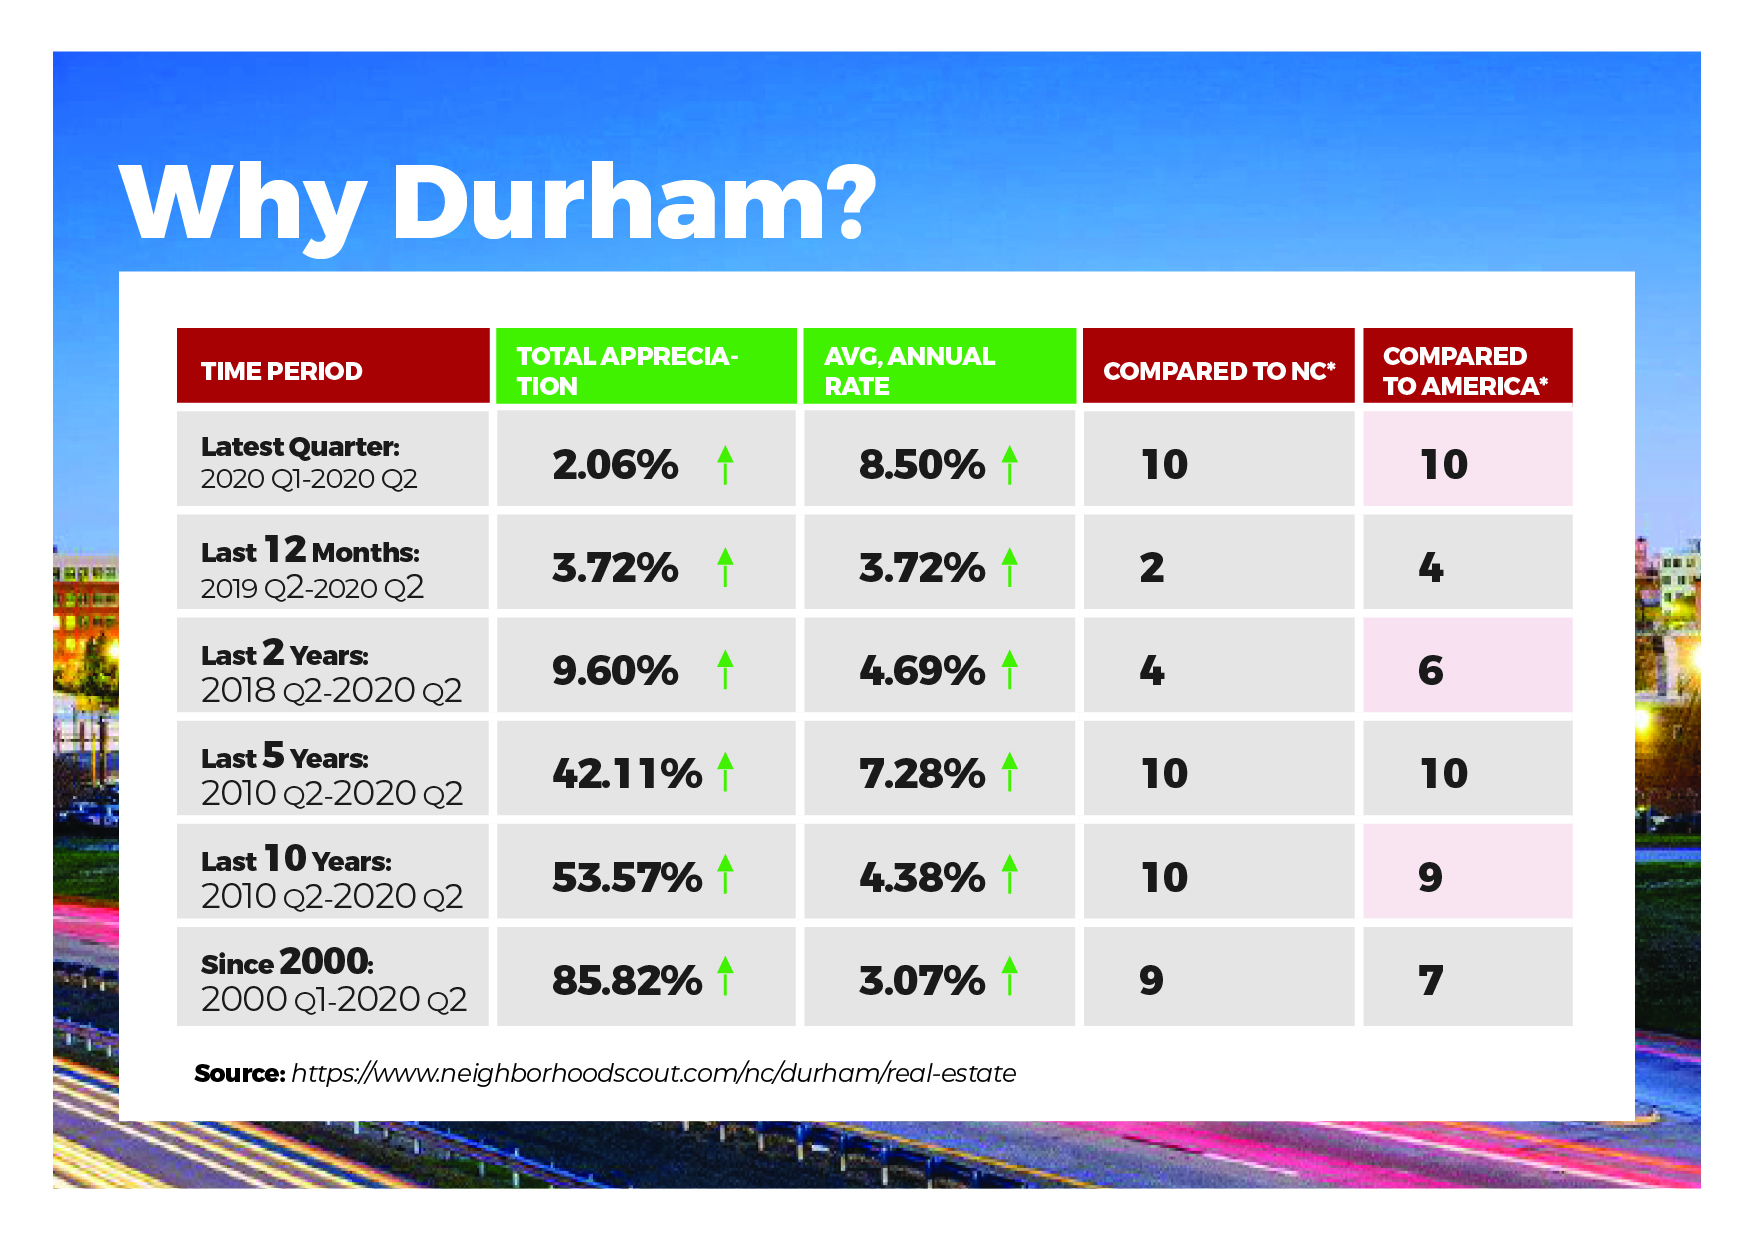 Why Durham?
TIME PERIOD
TOTAL APPRECIA-
TION
AVG, ANNUAL
RATE
COMPARED TO NC*
COMPARED
TO AMERICA*
Latest Quarter:
2020 Q1-2020 Q2
2.06%
8.50%
10
10
Last 12 Months:
2019 Q2-2020 Q2
3.72%
3.72%
2
4
Last 2 Years:
2018 Q2-2020 Q2
9.60%
4.69%
4
6
Last 5 Years:
2010 Q2-2020 Q2
42.11%
7.28%
10
10
Last 10 Years:
2010 Q2-2020 Q2
53.57%
4.38%
10
9
Since 2000:
2000 Q1-2020 Q2
85.82%
3.07%
9
7
Source: https://www.neighborhoodscout.com/nc/durham/real-estate